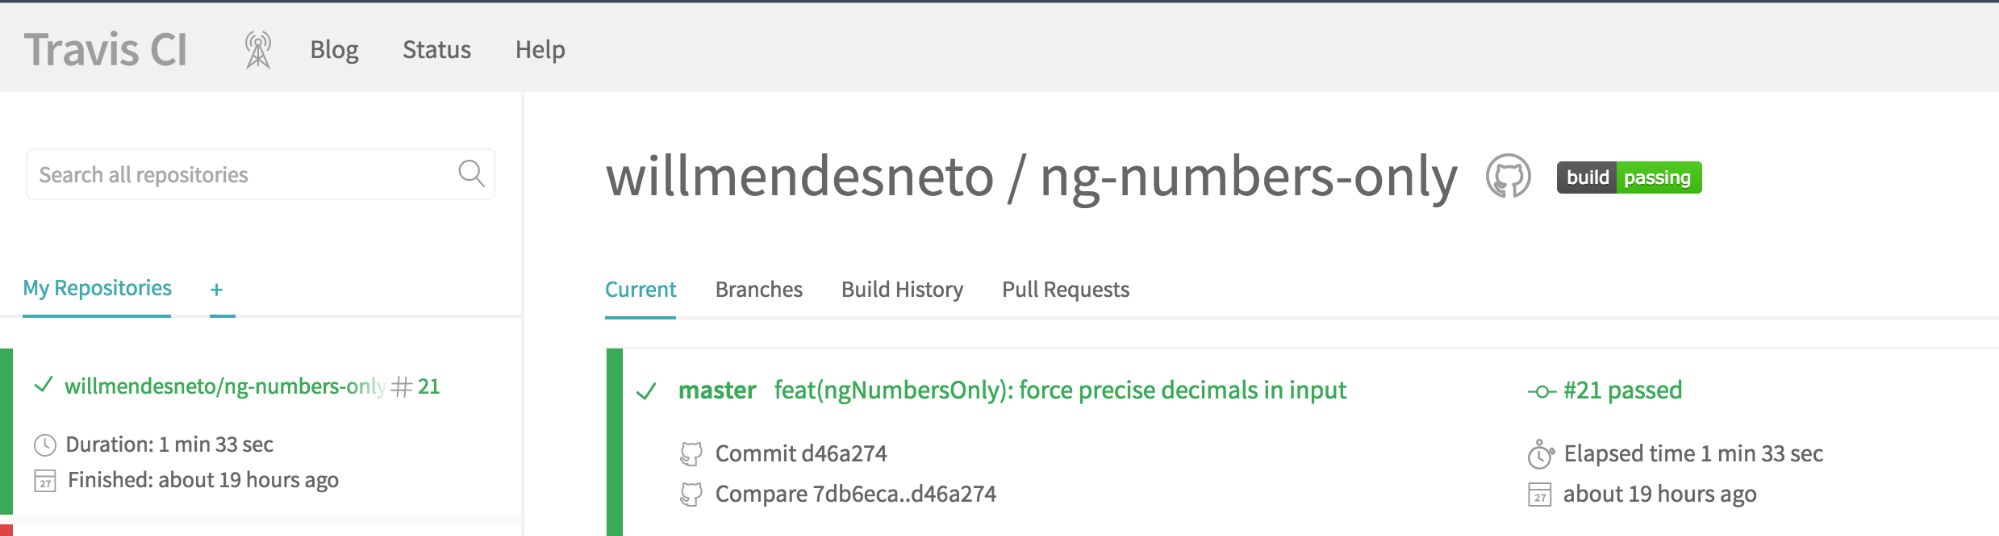 Travis CI Blog Status Help
Search all repositories
willmendesneto / ng-numbers-only build passing
My Repositories +
Current Branches Build History Pull Requests
willmendesneto/ng-numbers-only # 21
Duration: 1 min 33 sec
27 Finished: about 19 hours ago
master feat(ngNumbersOnly): force precise decimals in input #21 passed
Commit d46a274 Elapsed time 1 min 33 sec
Compare 7db6eca..d46a274 27 about 19 hours ago